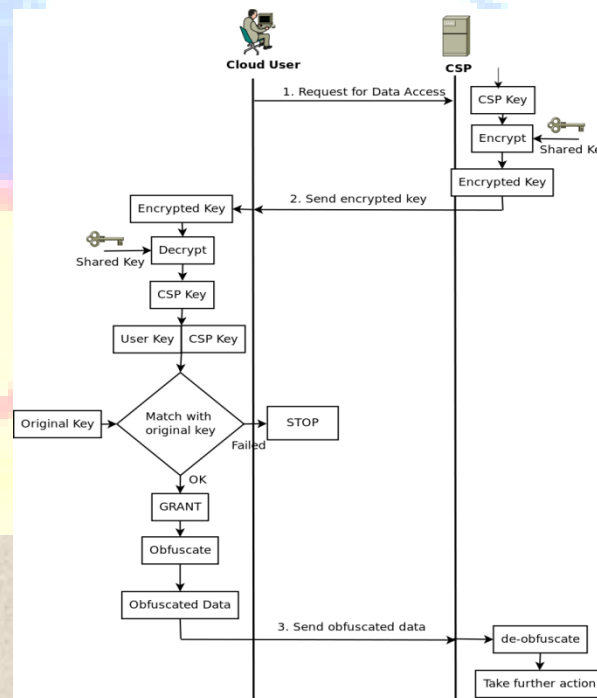 Cloud User
CSP
1. Request for Data Access
CSP Key
Encrypt
Shared Ke
Encrypted Key
2. Send encrypted key
Encrypted Key
Shared Key
Decrypt
CSP Key
User Key
CSP Key
Original Key
Match with
original key
Failed
STOP
OK
GRANT
Obfuscate
Obfuscated Data
3. Send obfuscated data
de-obfuscate
Take further action